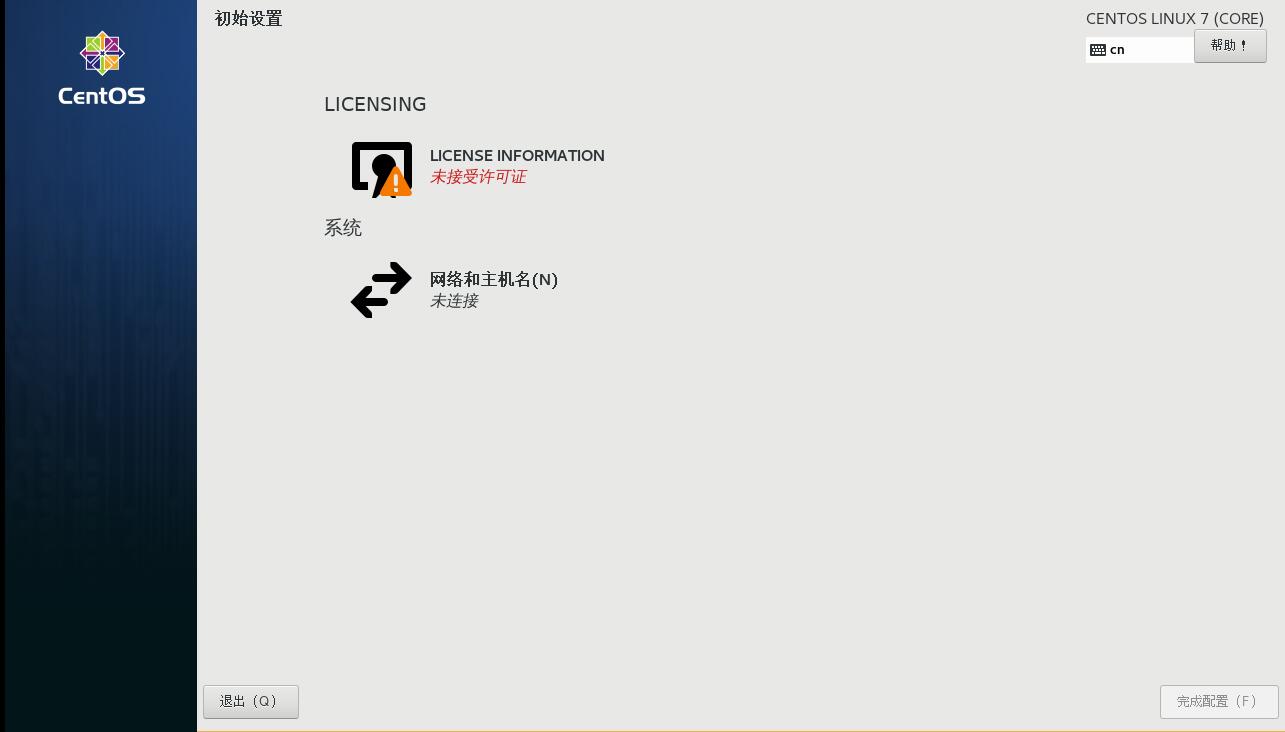 CentOS
初始设置
CENTOS LINUX 7 (CORE)
cn
帮助！
LICENSING
LICENSE INFORMATION
未接受许可证
系统
网络和主机名(N)
未连接
退出（Q）
完成配置（F）